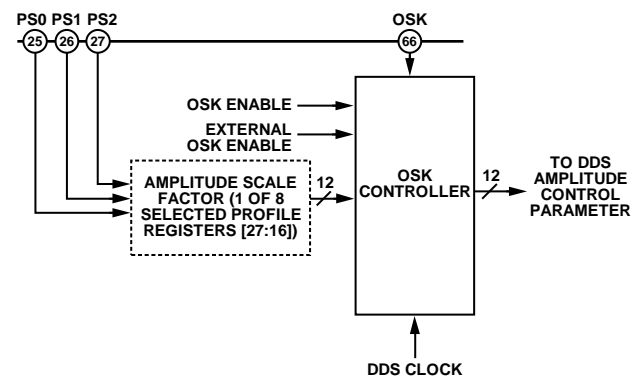 PS0 PS1 PS2
OSK
25
26
27
66
OSK ENABLE
EXTERNAL
OSK ENABLE
AMPLITUDE SCALE
FACTOR (1 OF 8
SELECTED PROFILE
REGISTERS [27:16])
12
OSK
CONTROLLER
12
TO DDS
AMPLITUDE
CONTROL
PARAMETER
DDS CLOCK